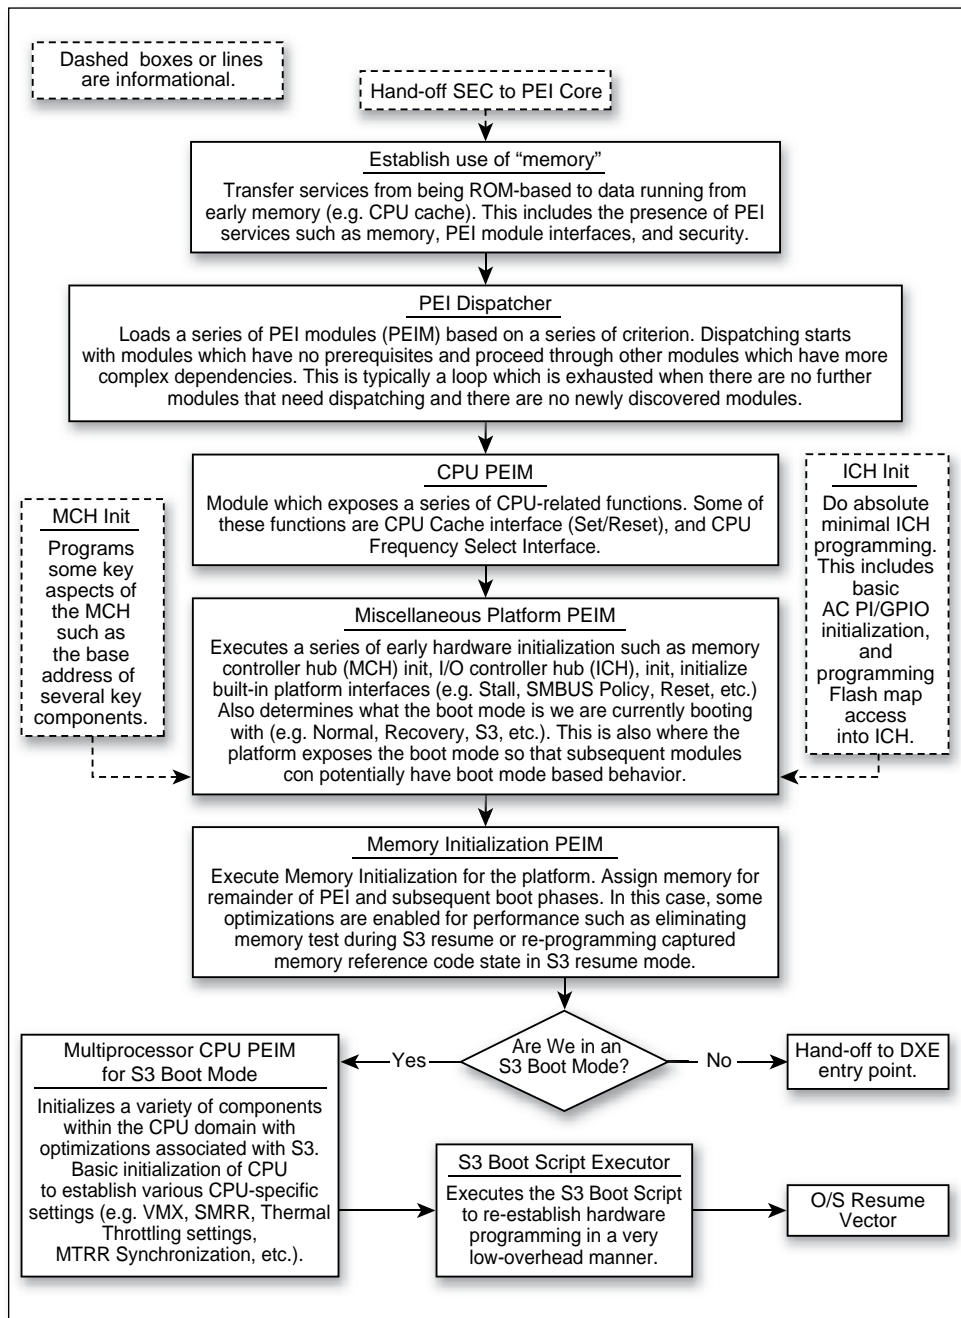 Dashed boxes or lines
are informational.
Hand-off SEC to PEI Core
Establish use of “memory”
Transfer services from being ROM-based to data running from
early memory (e.g. CPU cache). This includes the presence of PEI
services such as memory, PEI module interfaces, and security.
PEI Dispatcher
Loads a series of PEI modules (PEIM) based on a series of criterion. Dispatching starts
with modules which have no prerequisites and proceed through other modules which have more
complex dependencies. This is typically a loop which is exhausted when there are no further
modules that need dispatching and there are no newly discovered modules.
CPU PEIM
Module which exposes a series of CPU-related functions. Some of
these functions are CPU Cache interface (Set/Reset), and CPU
Frequency Select Interface.
MCH Init
Programs
some key
aspects of
the MCH
such as
the base
address of
several key
components.
ICH Init
Do absolute
minimal ICH
programming.
This includes
basic
AC PI/GPIO
initialization,
and
programming
Flash map
access
into ICH.
Miscellaneous Platform PEIM
Executes a series of early hardware initialization such as memory
controller hub (MCH) init, I/O controller hub (ICH), init, initialize
built-in platform interfaces (e.g. Stall, SMBUS Policy, Reset, etc.)
Also determines what the boot mode is we are currently booting
with (e.g. Normal, Recovery, S3, etc.). This is also where the
platform exposes the boot mode so that subsequent modules
con potentially have boot mode based behavior.
Memory Initialization PEIM
Execute Memory Initialization for the platform. Assign memory for
remainder of PEI and subsequent boot phases. In this case, some
optimizations are enabled for performance such as eliminating
memory test during S3 resume or re-programming captured
memory reference code state in S3 resume mode.
Are We in an
S3 Boot Mode?
Yes
No
Hand-off to DXE
entry point.
Multiprocessor CPU PEIM
for S3 Boot Mode
Initializes a variety of components
within the CPU domain with
optimizations associated with S3.
Basic initialization of CPU
to establish various CPU-specific
settings (e.g. VMX, SMRR, Thermal
Throttling settings,
MTRR Synchronization, etc.).
S3 Boot Script Executor
Executes the S3 Boot Script
to re-establish hardware
programming in a very
low-overhead manner.
O/S Resume
Vector